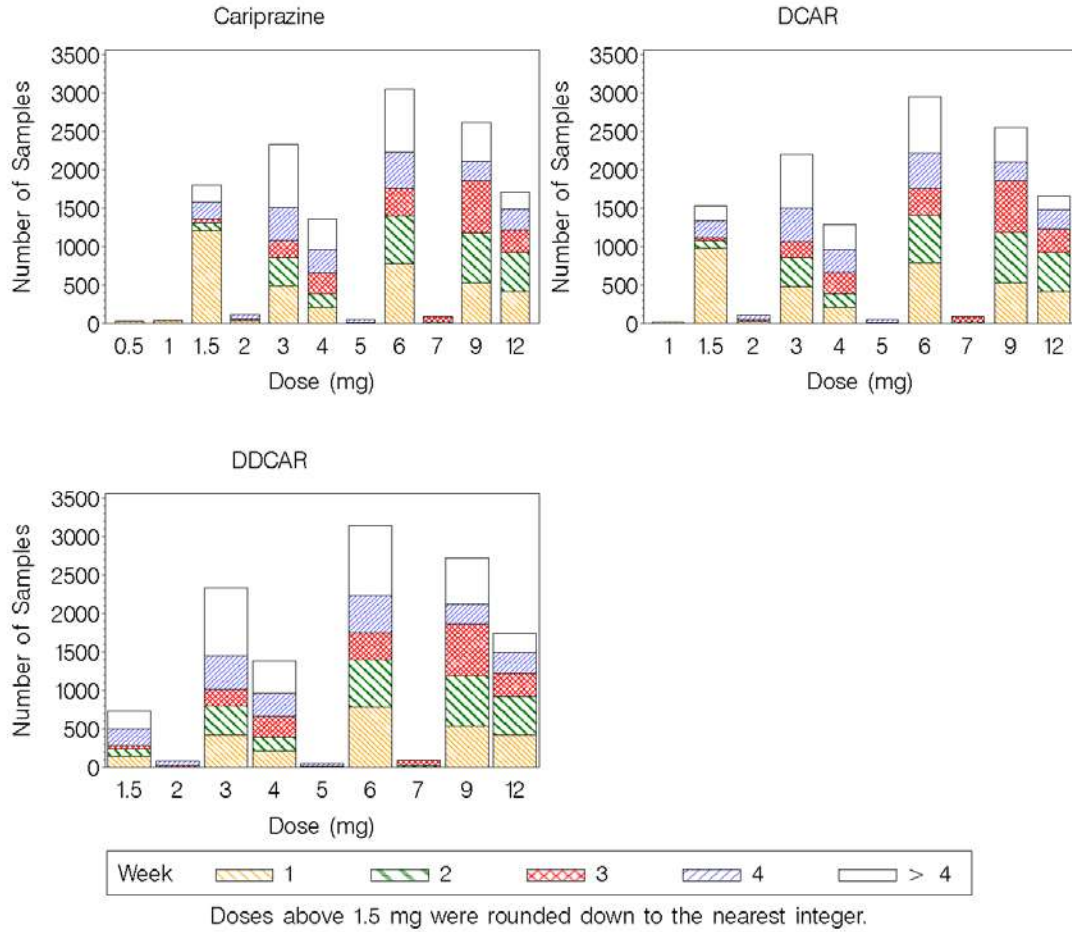 Cariprazine
Number of Samples
3500
3000
2500
2000
1500
1000
500
0
0.5 1 1.5 2 3 4 5 6 7 9 12
Dose (mg)
DCAR
Number of Samples
3500
3000
2500
2000
1500
1000
500
0
1 1.5 2 3 4 5 6 7 9 12
Dose (mg)
DDCAR
Number of Samples
3500
3000
2500
2000
1500
1000
500
0
1.5 2 3 4 5 6 7 9 12
Dose (mg)
Week 1 2 3 4 > 4
Doses above 1.5 mg were rounded down to the nearest integer.